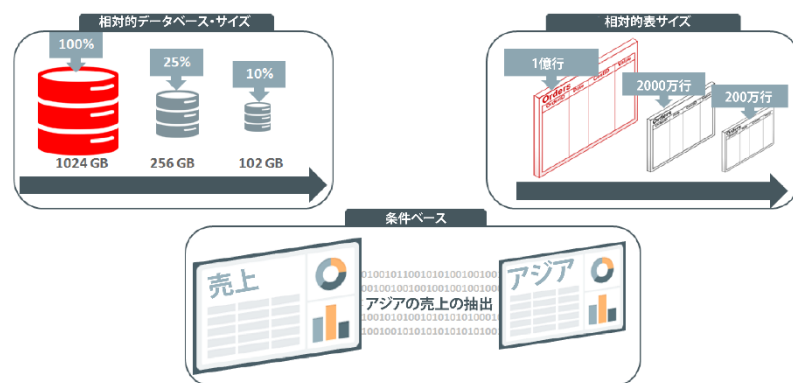 相対的データベース・サイズ
100%
25%
10%
1024 GB
256 GB
102 GB
相対的表サイズ
1億行
2000万行
200万行
Orders
条件ベース
売上
アジアの売上の抽出
アジア